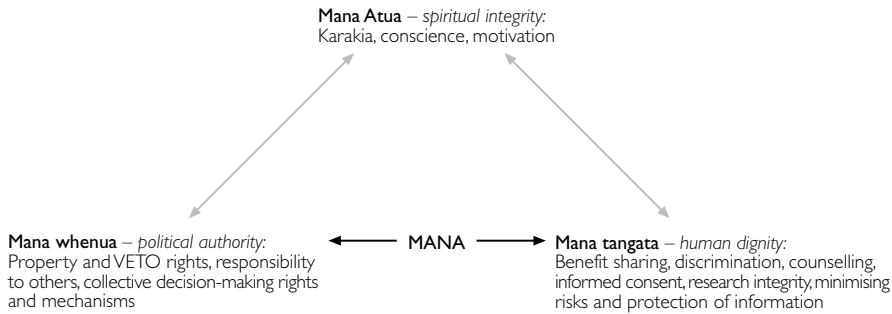 Mana Atua – spiritual integrity:
Karakia, conscience, motivation
Mana whenua – political authority:
Property and VETO rights, responsibility
to others, collective decision-making rights
and mechanisms
MANA
Mana tangata – human dignity:
Benefit sharing, discrimination, counselling,
informed consent, research integrity, minimising
risks and protection of information